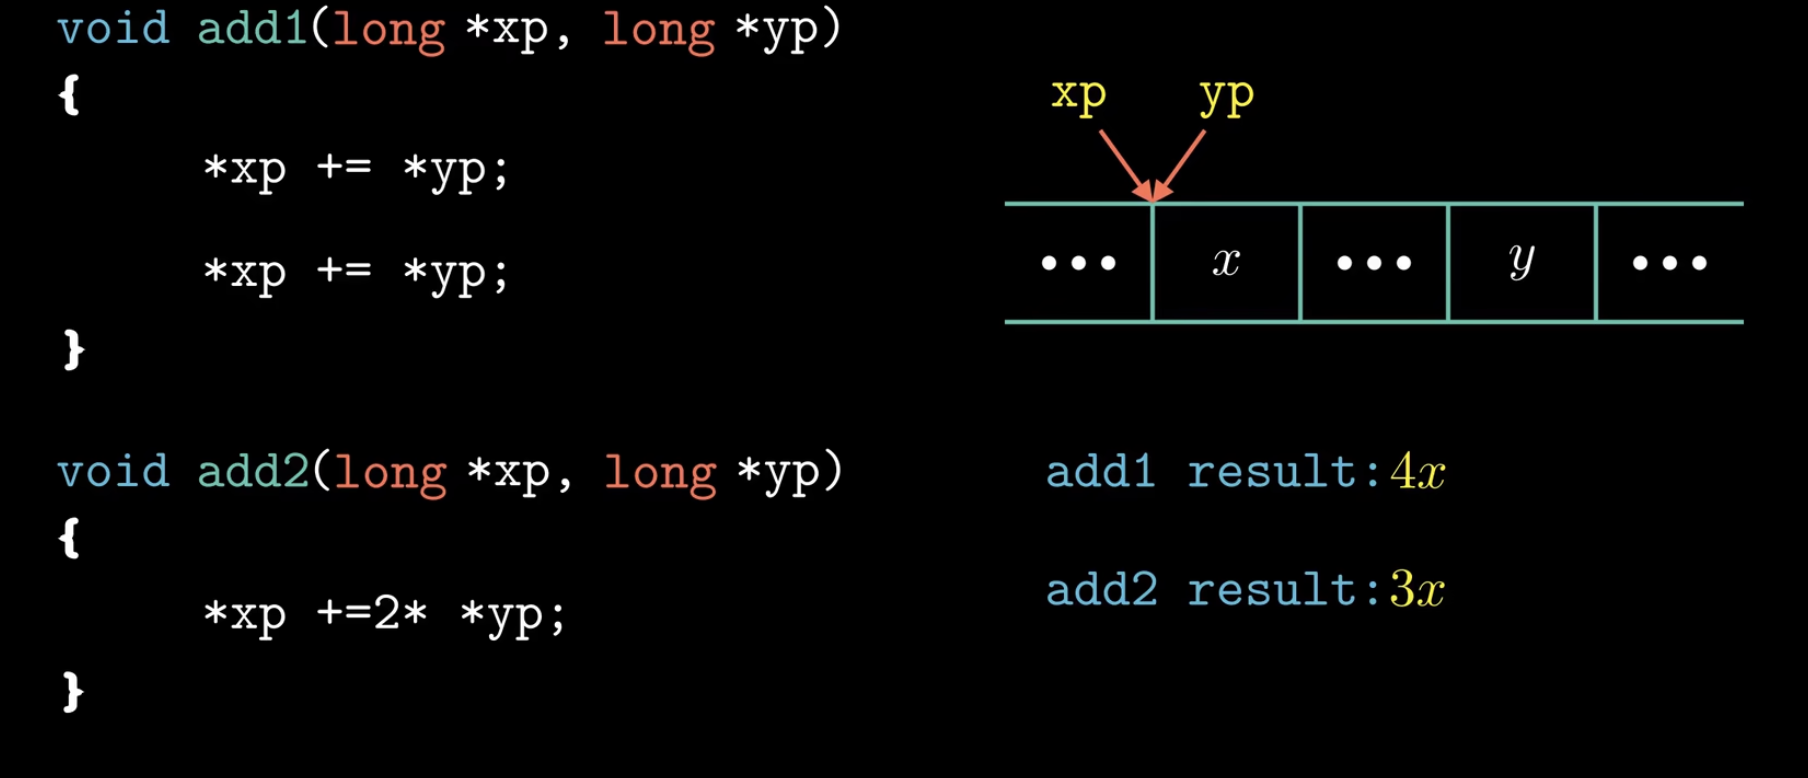 void add1(long *xp, long *yp)
{
*xp += *yp;
*xp += *yp;
}
void add2(long *xp, long *yp)
{
*xp +=2* *yp;
}
xp yp
••• x ••• y •••
add1 result:4x
add2 result:3x